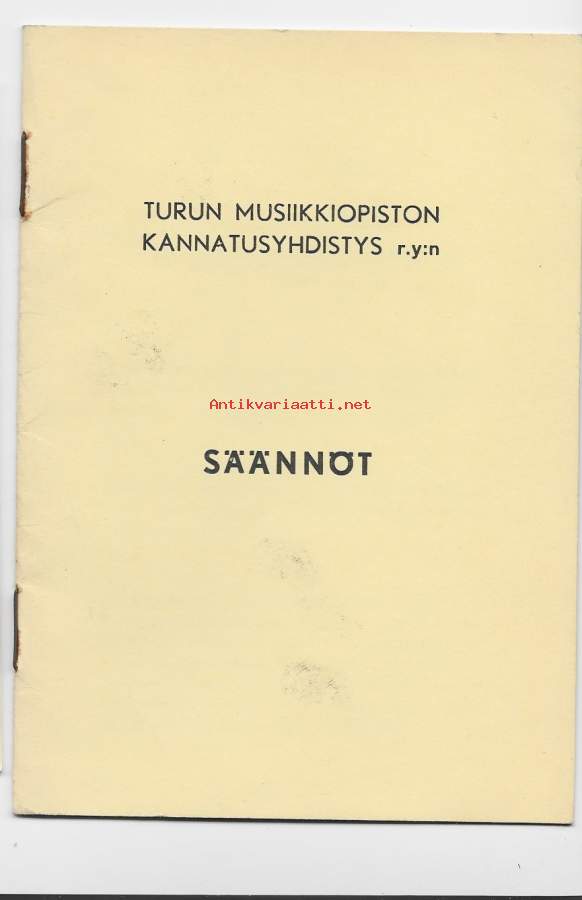 TURUN MUSIIKKIOPISTON
KANNATUSYHDISTYS r.y:n
Antikvariaatti.net
SÄÄNNÖT